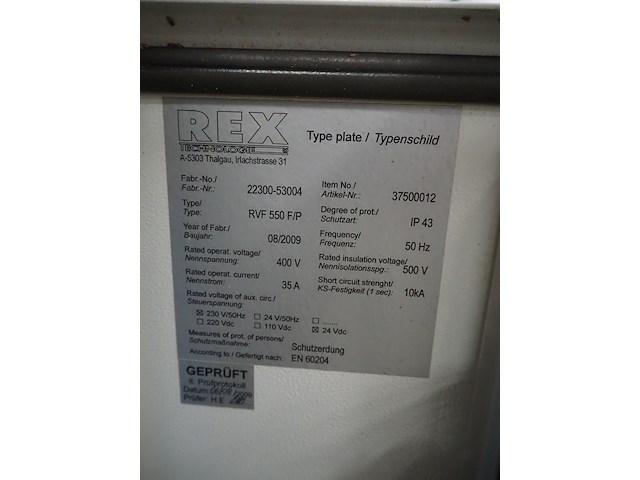 REX
TECHNOLOGIE
A-5303 Thalgau, Irlachstrasse 31
Type plate / Typenschild
Fabr.-No./
Fabr.-Nr.: 22300-53004
Item No./
Artikel-Nr.: 37500012
Type/
Type: RVF 550 F/P
Degree of prot./
Schutzart: IP 43
Year of Fabr./
Baujahr: 08/2009
Frequency/
Frequenz: 50 Hz
Rated operat. voltage/
Nennspannung: 400 V
Rated insulation voltage/
Nennisolationsspg.: 500 V
Rated operat. current/
Nennstrom: 35 A
Short circuit strenght/
KS-Festigkeit (1 sec): 10kA
Rated voltage of aux. circ./
Steuerspannung:
☒ 230 V/50Hz ☐ 24 V/50Hz ☐ .......
☐ 220 Vdc ☐ 110 Vdc ☒ 24 Vdc
Measures of prot. of persons/
Schutzmaßnahme: Schutzerdung
According to / Gefertigt nach: EN 60204
GEPRÜFT
lt. Prüfprotokoll
Datum:
Prüfer: H E